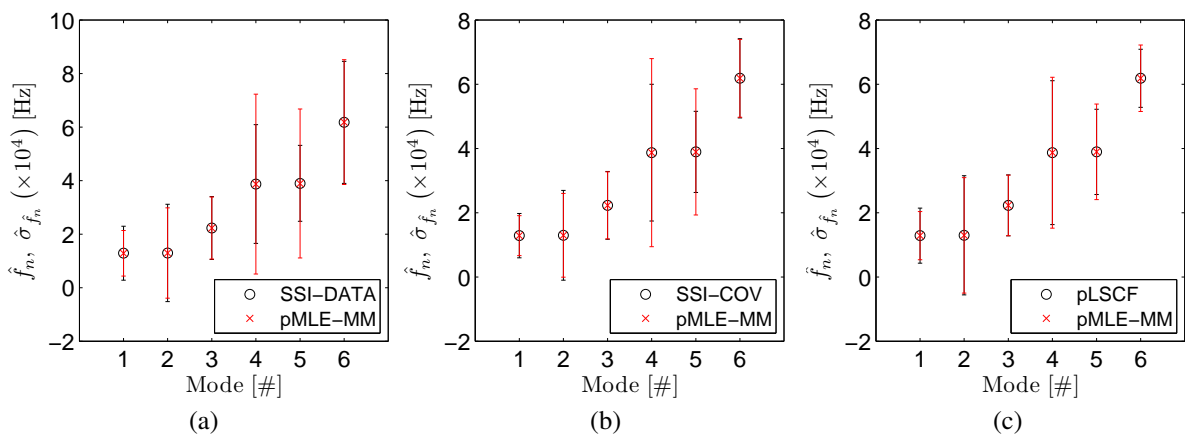 10
8
6
4
2
0
−2
f̂ₙ, σ̂_f̂ₙ (×10⁴) [Hz]
1 2 3 4 5 6
Mode [#]
SSI−DATA
pMLE−MM
(a)
8
6
4
2
0
−2
f̂ₙ, σ̂_f̂ₙ (×10⁴) [Hz]
1 2 3 4 5 6
Mode [#]
SSI−COV
pMLE−MM
(b)
8
6
4
2
0
−2
f̂ₙ, σ̂_f̂ₙ (×10⁴) [Hz]
1 2 3 4 5 6
Mode [#]
pLSCF
pMLE−MM
(c)